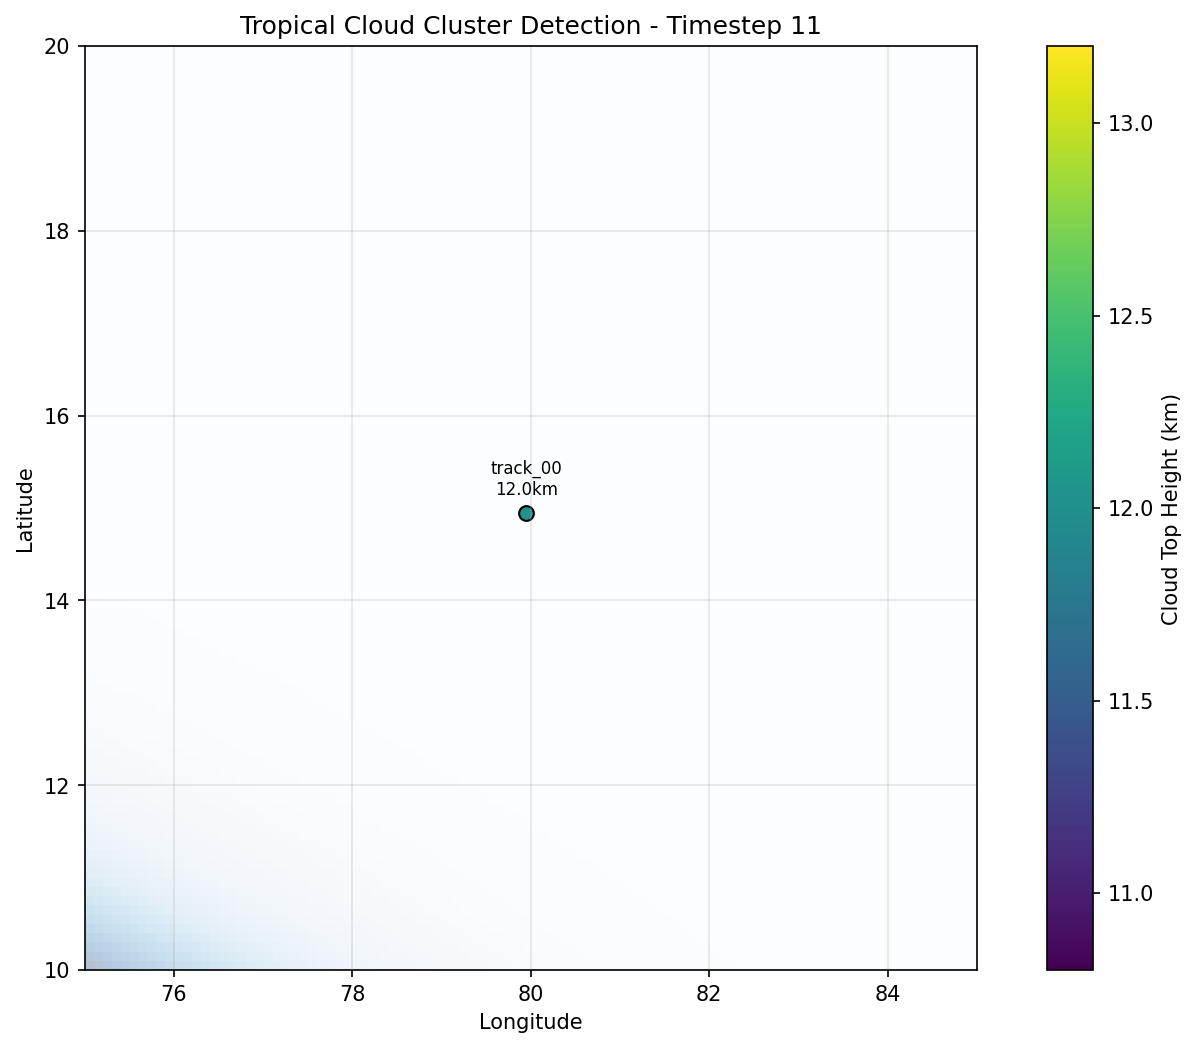 Tropical Cloud Cluster Detection - Timestep 11
20
18
16
14
12
10
Latitude
track_00
12.0km
76
78
80
82
84
Longitude
13.0
12.5
12.0
11.5
11.0
Cloud Top Height (km)